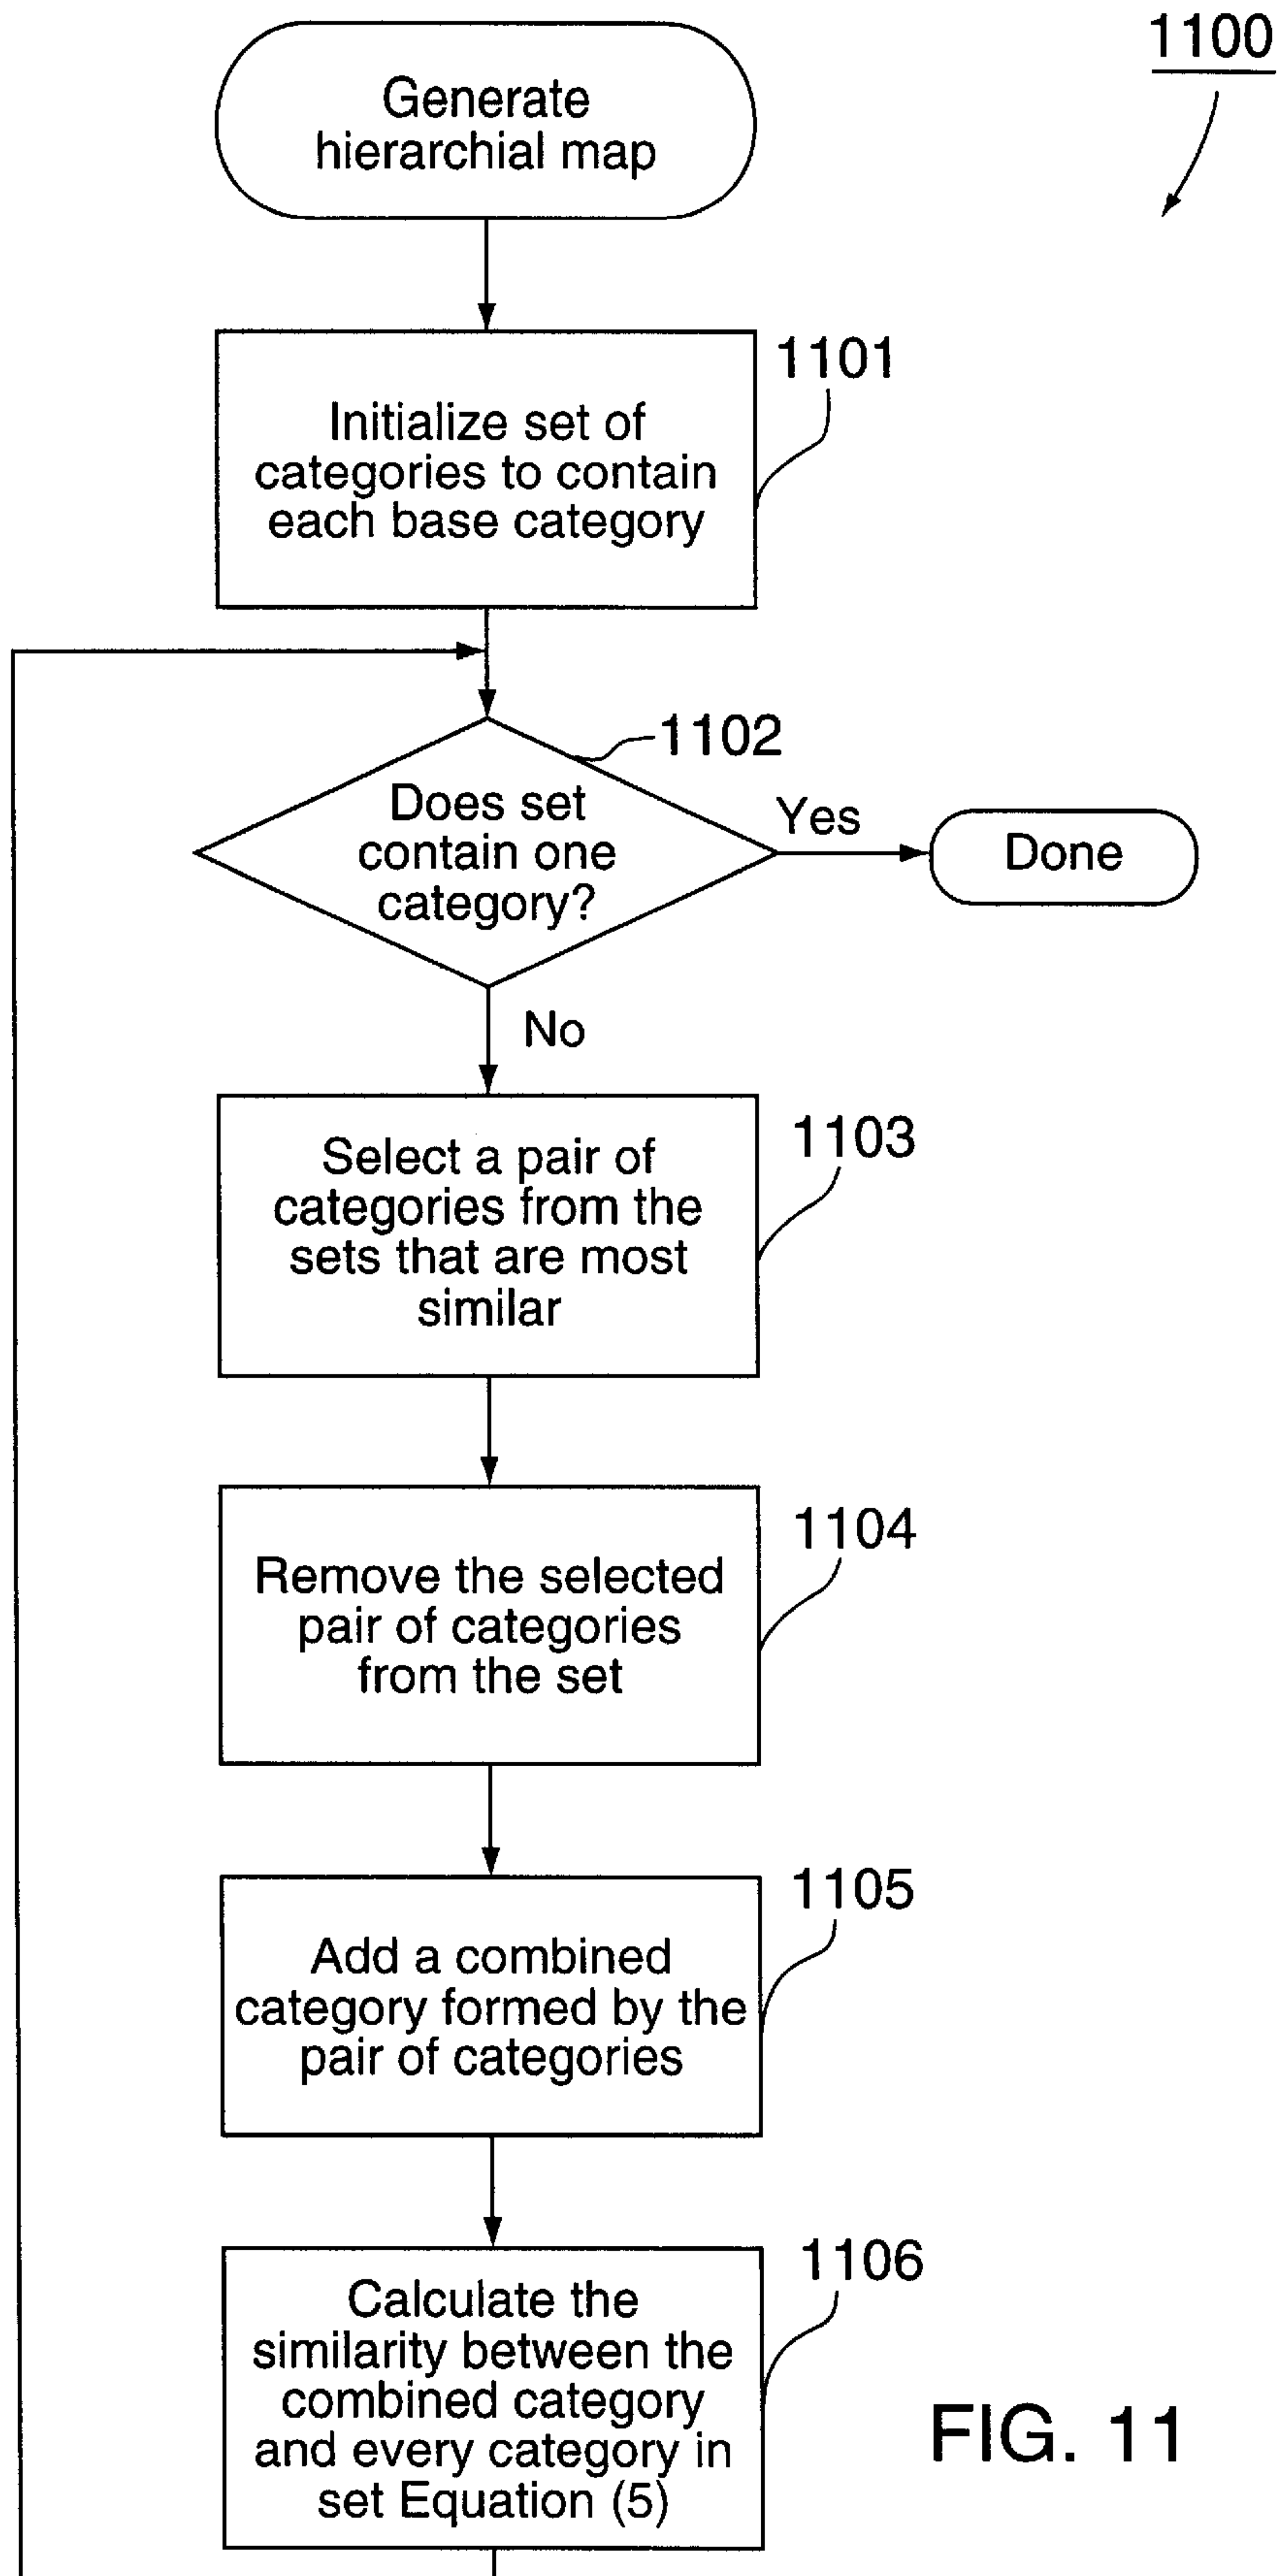 1100
Generate
hierarchial map
1101
Initialize set of
categories to contain
each base category
1102
Does set
contain one
category?
Yes
Done
No
1103
Select a pair of
categories from the
sets that are most
similar
1104
Remove the selected
pair of categories
from the set
1105
Add a combined
category formed by the
pair of categories
1106
Calculate the
similarity between the
combined category
and every category in
set Equation (5)
FIG. 11